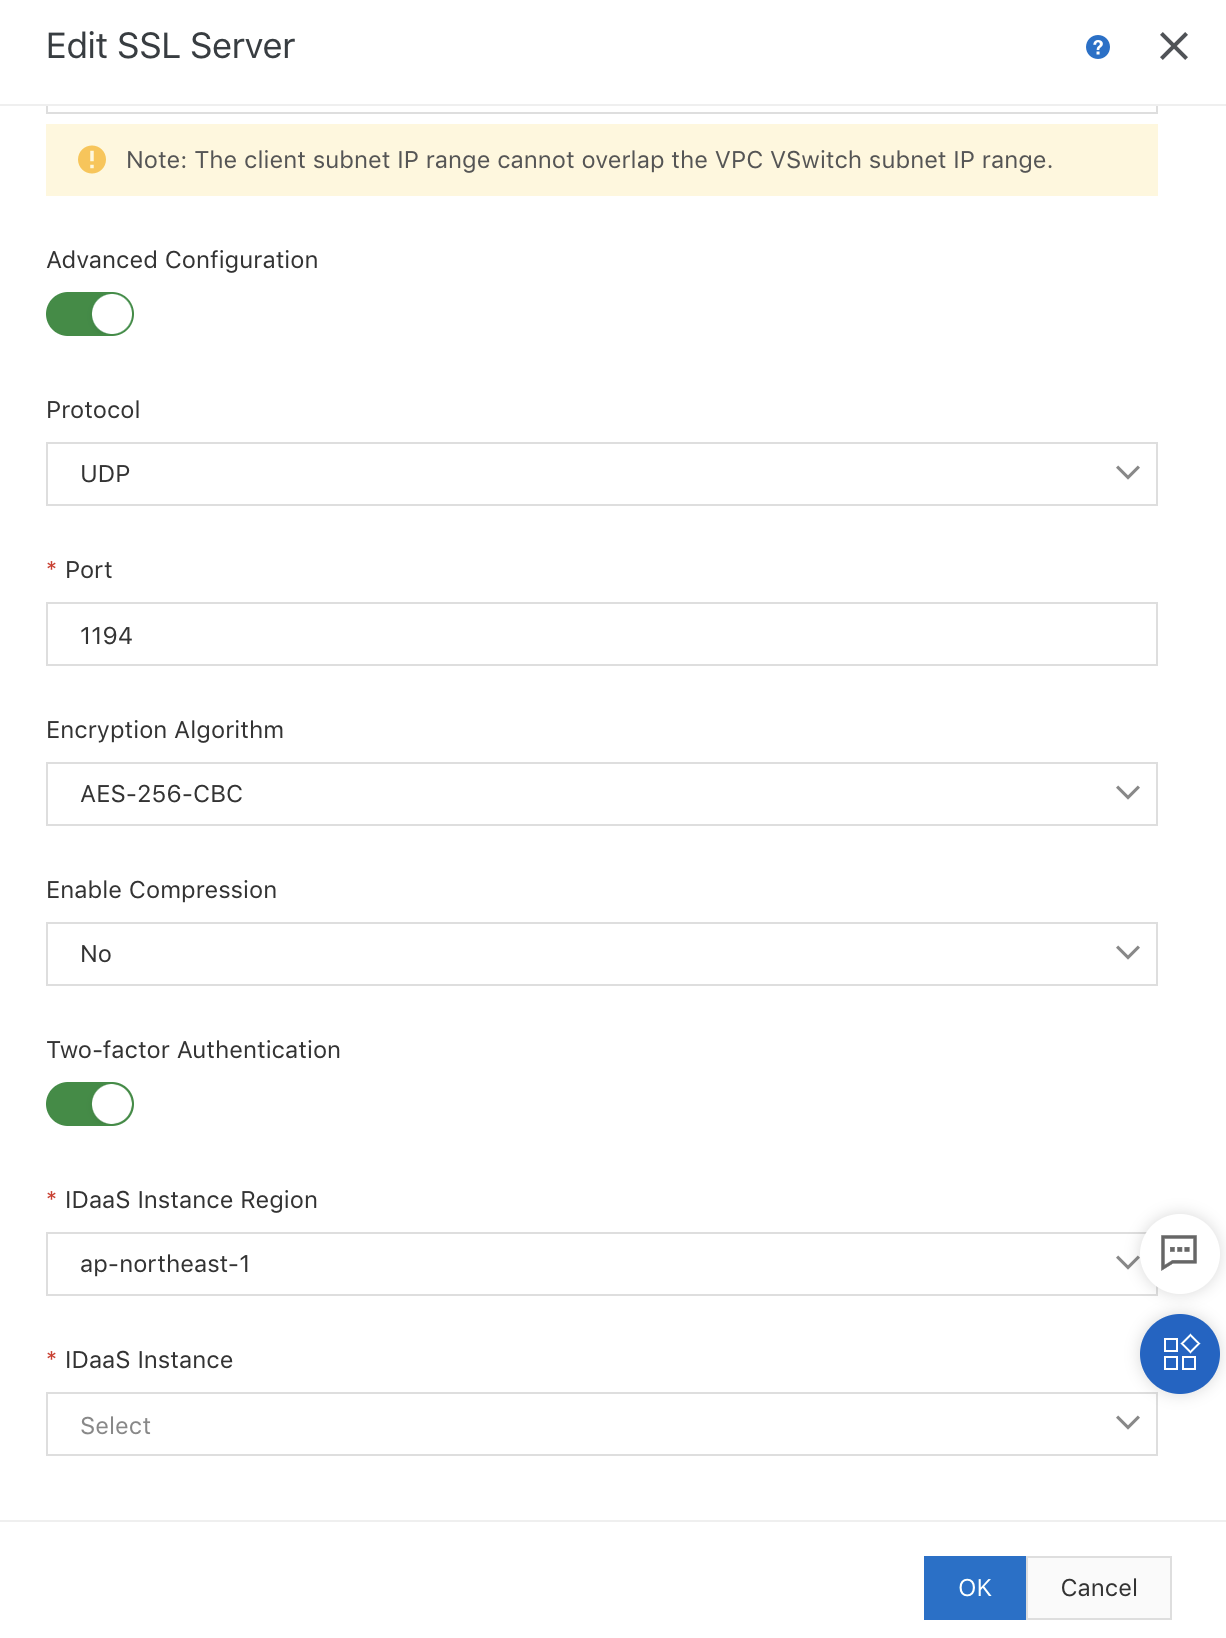 Edit SSL Server
Note: The client subnet IP range cannot overlap the VPC VSwitch subnet IP range.
Advanced Configuration
Protocol
UDP
* Port
1194
Encryption Algorithm
AES-256-CBC
Enable Compression
No
Two-factor Authentication
* IDaaS Instance Region
ap-northeast-1
* IDaaS Instance
Select
OK
Cancel